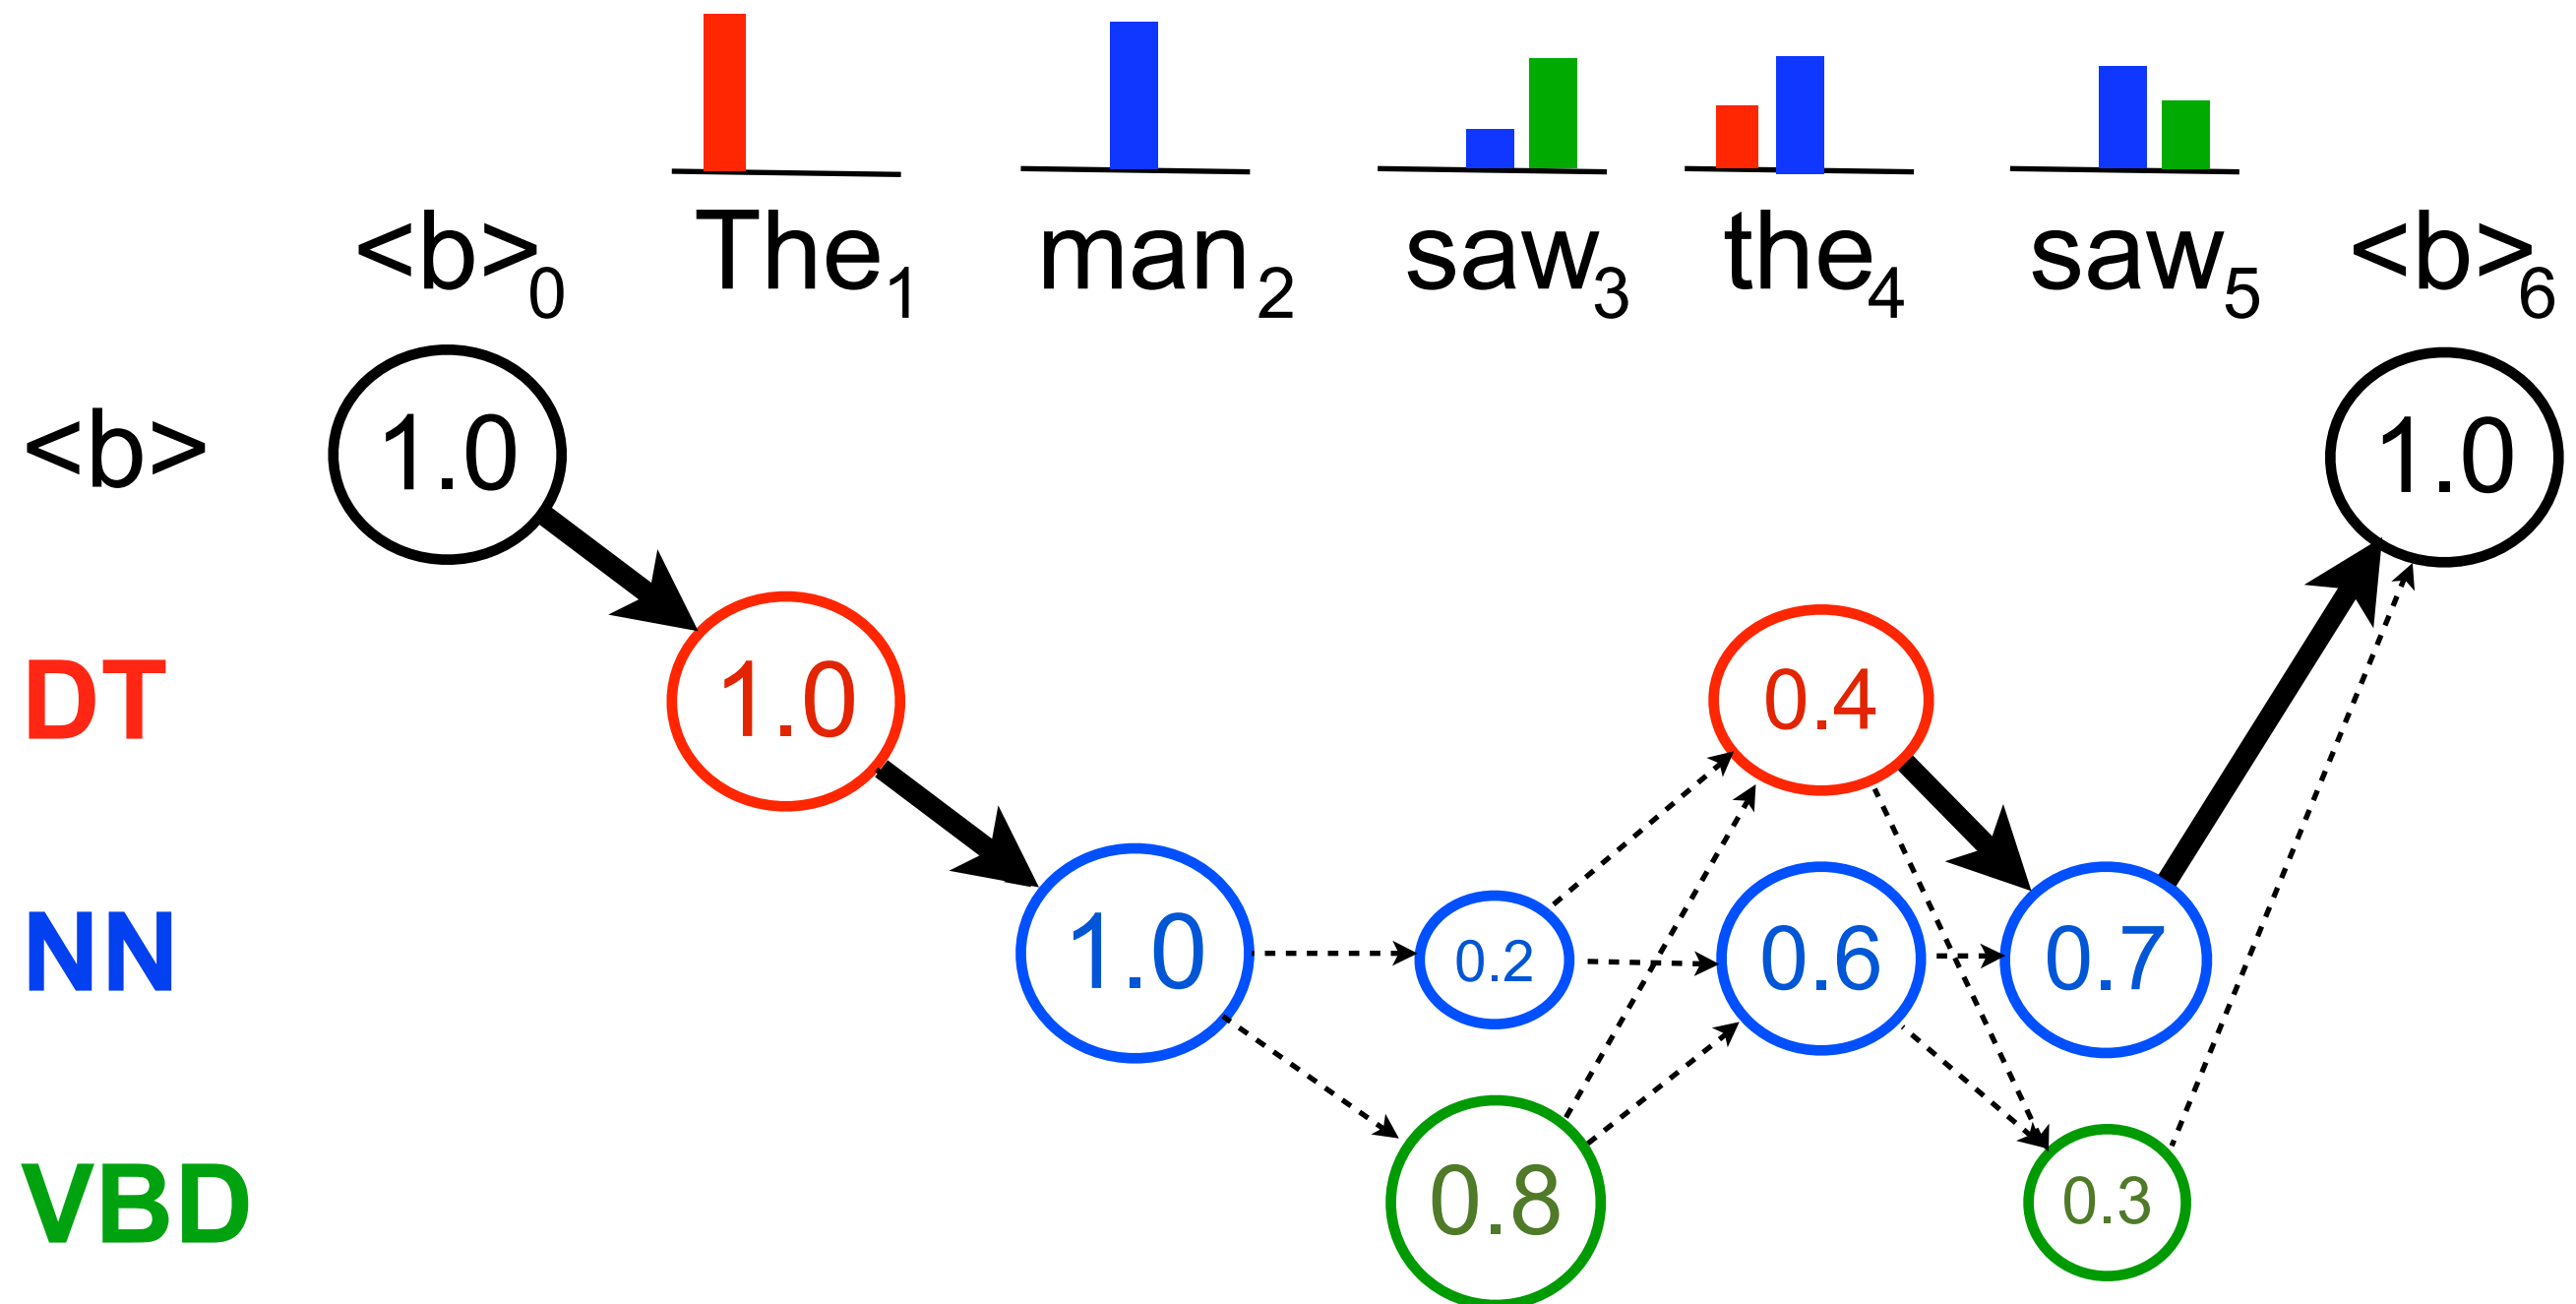 <b>0 The1 man2 saw3 the4 saw5 <b>6
<b> 1.0 1.0
DT 1.0 0.4
NN 1.0 0.2 0.6 0.7
VBD 0.8 0.3